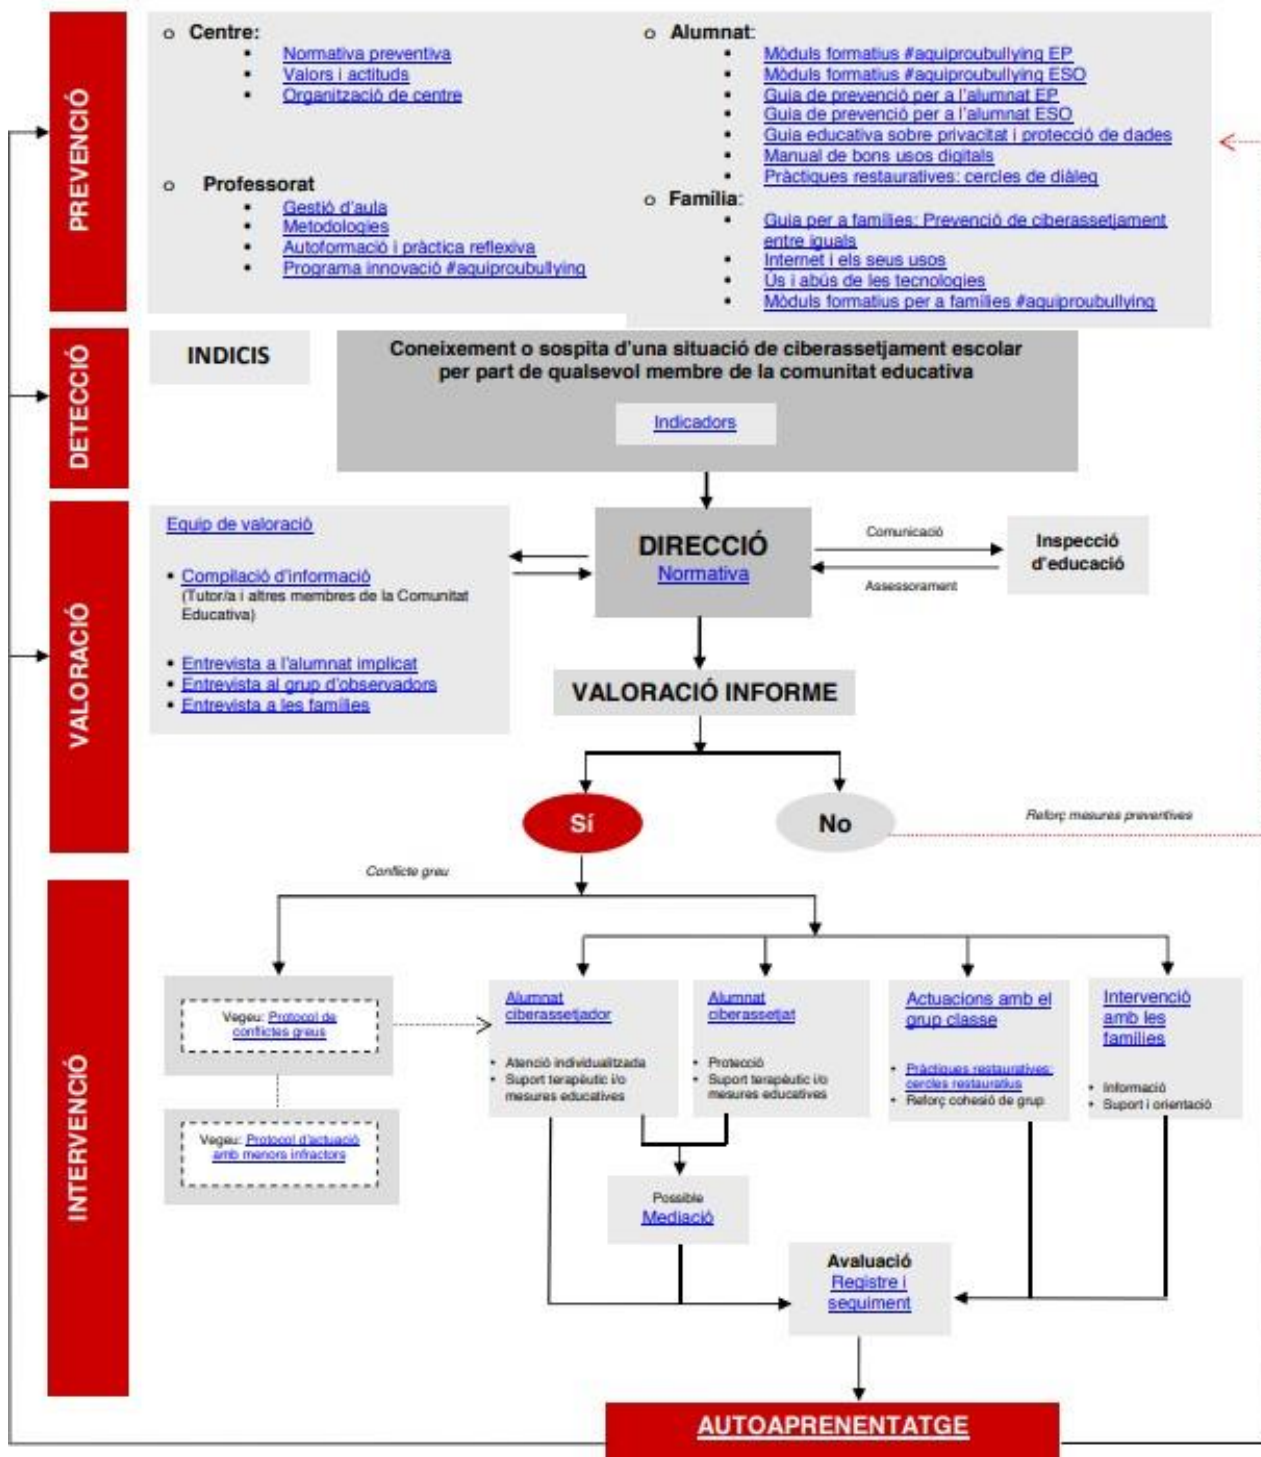 PREVENCIÓ
o Centre:
▪ Normativa preventiva
▪ Valors i actituds
▪ Organització de centre
o Professorat
▪ Gestió d'aula
▪ Metodologies
▪ Autoformació i pràctica reflexiva
▪ Programa innovació #aquiproubullying
o Alumnat:
▪ Mòduls formatius #aquiproubullying EP
▪ Mòduls formatius #aquiproubullying ESO
▪ Guia de prevenció per a l'alumnat EP
▪ Guia de prevenció per a l'alumnat ESO
▪ Guia educativa sobre privacitat i protecció de dades
▪ Manual de bons usos digitals
▪ Pràctiques restauratives: cercles de diàleg
o Família:
▪ Guia per a famílies: Prevenció de ciberassetjament
entre iguals
▪ Internet i els seus usos
▪ Ús i abús de les tecnologies
▪ Mòduls formatius per a famílies #aquiproubullying
DETECCIÓ
INDICIS
Coneixement o sospita d'una situació de ciberassetjament escolar
per part de qualsevol membre de la comunitat educativa
Indicadors
VALORACIÓ
Equip de valoració
• Compilació d'informació
(Tutor/a i altres membres de la Comunitat
Educativa)
• Entrevista a l'alumnat implicat
• Entrevista al grup d'observadors
• Entrevista a les famílies
DIRECCIÓ
Normativa
Comunicació
Assessorament
Inspecció
d'educació
VALORACIÓ INFORME
Sí
No
Reforç mesures preventives
INTERVENCIÓ
Conflicte greu
Vegeu: Protocol de
conflictes greus
Vegeu: Protocol d'actuació
amb menors infractors
Alumnat
ciberassetjador
• Atenció individualitzada
• Suport terapèutic i/o
mesures educatives
Alumnat
ciberassetjat
• Protecció
• Suport terapèutic i/o
mesures educatives
Actuacions amb el
grup classe
• Pràctiques restauratives:
cercles restauratius
• Reforç cohesió de grup
Intervenció
amb les
famílies
• Informació
• Suport i orientació
Possible
Mediació
Avaluació
Registre i
seguiment
AUTOAPRENENTATGE